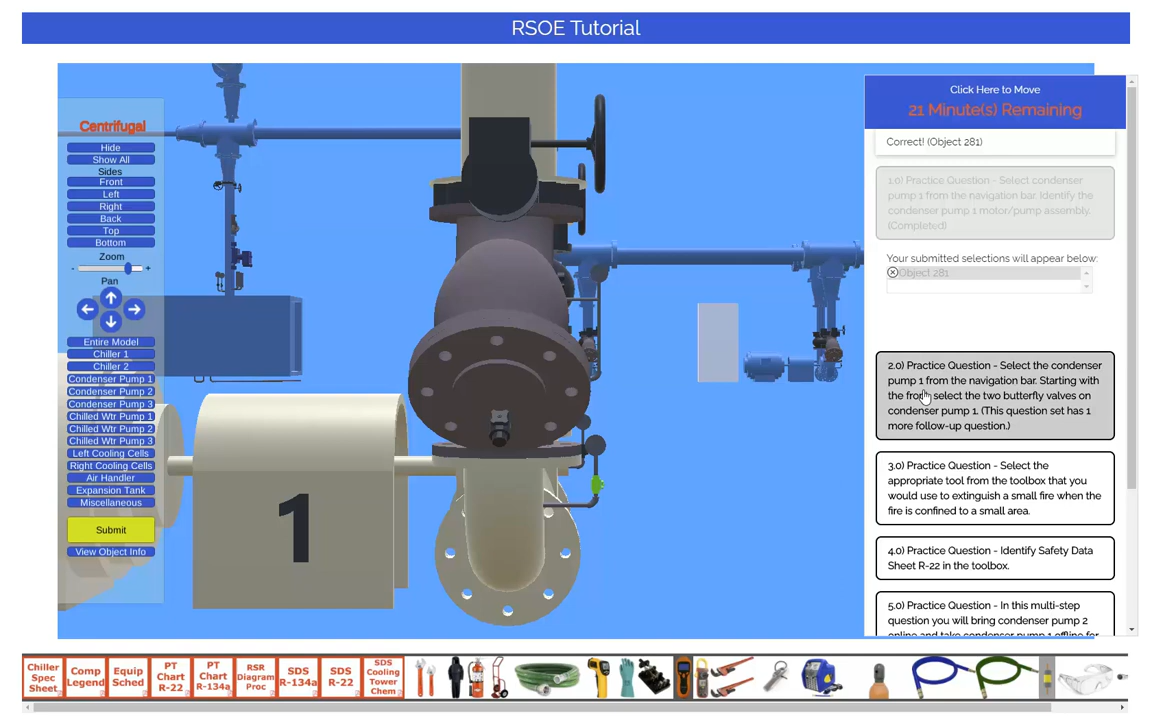 RSOE Tutorial
Centrifugal
Hide
Show All
Sides
Front
Left
Right
Back
Top
Bottom
Zoom
- +
Pan
Entire Model
Chiller 1
Chiller 2
Condenser Pump 1
Condenser Pump 2
Condenser Pump 3
Chilled Wtr Pump 1
Chilled Wtr Pump 2
Chilled Wtr Pump 3
Left Cooling Cells
Right Cooling Cells
Air Handler
Expansion Tank
Miscellaneous
Submit
View Object Info
1
Click Here to Move
21 Minute(s) Remaining
Correct! (Object 281)
1.0) Practice Question - Select condenser
pump 1 from the navigation bar. Identify the
condenser pump 1 motor/pump assembly.
(Completed)
Your submitted selections will appear below:
Object 281
2.0) Practice Question - Select the condenser
pump 1 from the navigation bar. Starting with
the front select the two butterfly valves on
condenser pump 1. (This question set has 1
more follow-up question.)
3.0) Practice Question - Select the
appropriate tool from the toolbox that you
would use to extinguish a small fire when the
fire is confined to a small area.
4.0) Practice Question - Identify Safety Data
Sheet R-22 in the toolbox.
5.0) Practice Question - In this multi-step
question you will bring condenser pump 2
online and take condenser pump 1 offline for
Chiller
Spec
Sheet
Comp
Legend
Equip
Sched
PT
Chart
R-22
PT
Chart
R-134a
RSR
Diagram
Proc
SDS
R-134a
SDS
R-22
SDS
Cooling
Tower
Chem